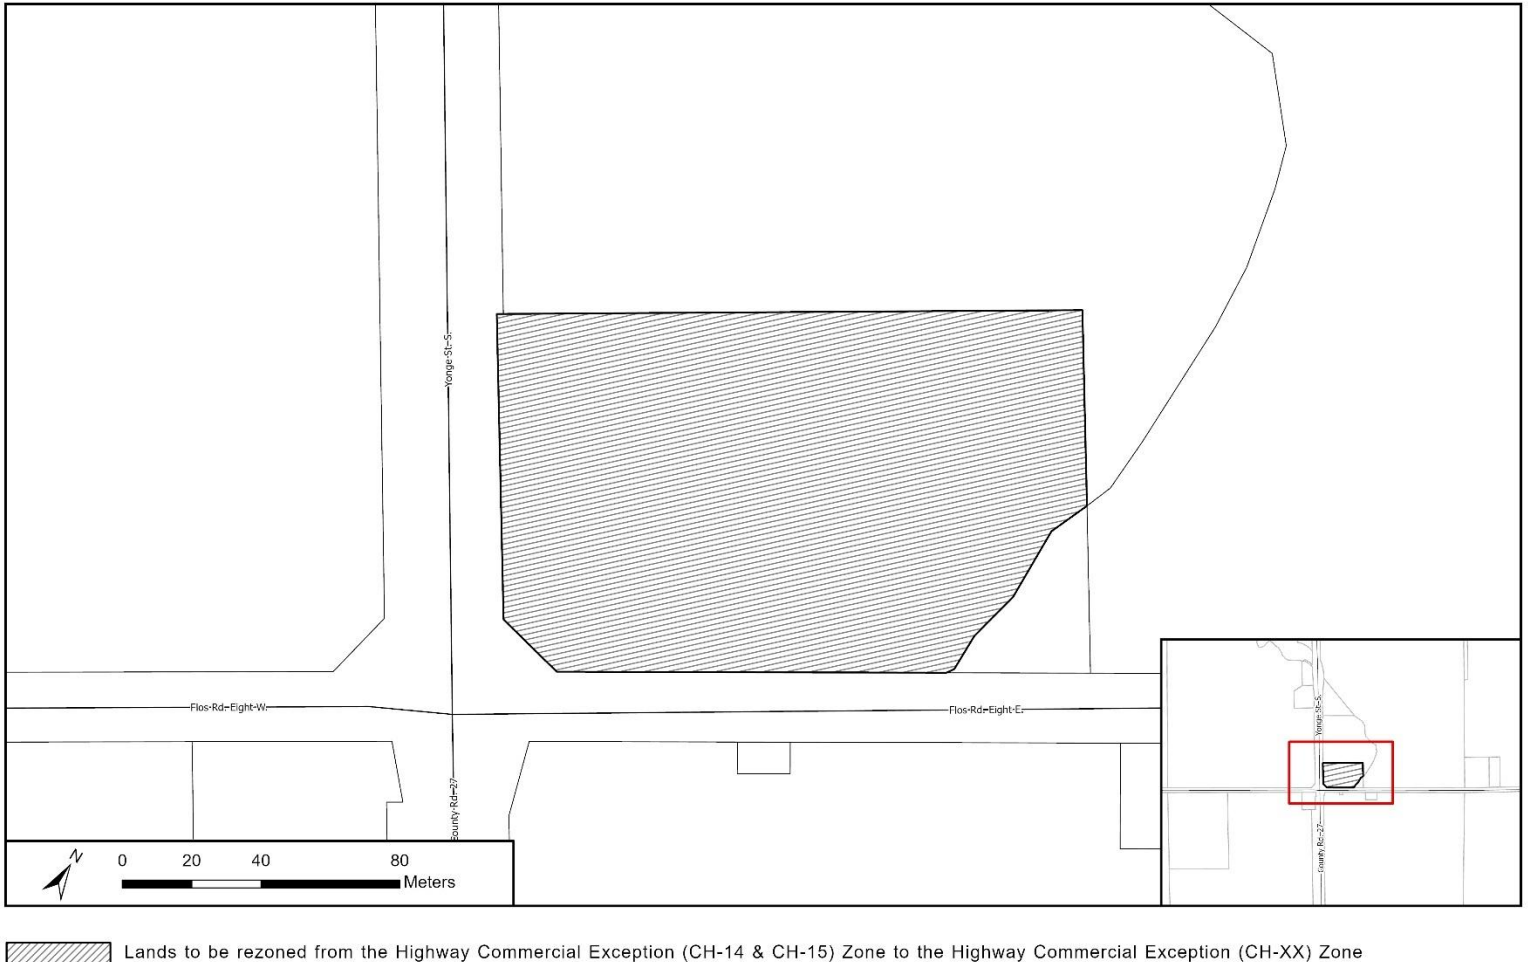 Yonge St. S.
Flos Rd. Eight W.
Flos Rd. Eight E.
County Rd. 27
Yonge St. S.
County Rd. 27
N
0 20 40 80
Meters
Lands to be rezoned from the Highway Commercial Exception (CH-14 & CH-15) Zone to the Highway Commercial Exception (CH-XX) Zone